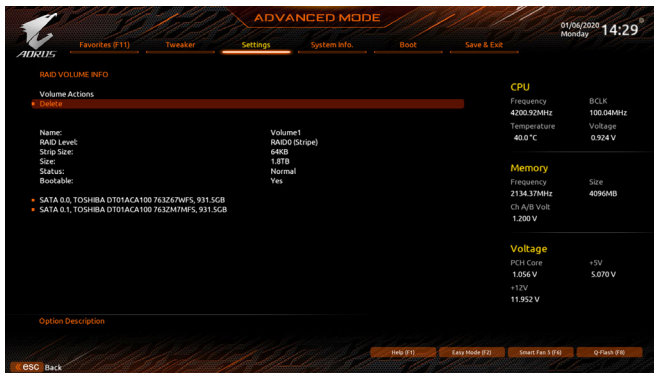 ADVANCED MODE
01/06/2020 Monday 14:29
AORUS
Favorites (F11) Tweaker Settings System Info. Boot Save & Exit
RAID VOLUME INFO
Volume Actions
Delete
Name: Volume1
RAID Level: RAID0 (Stripe)
Strip Size: 64KB
Size: 1.8TB
Status: Normal
Bootable: Yes
SATA 0.0, TOSHIBA DT01ACA100 763Z67WFS, 931.5GB
SATA 0.1, TOSHIBA DT01ACA100 763ZM7MFS, 931.5GB
CPU
Frequency BCLK
4200.92MHz 100.04MHz
Temperature Voltage
40.0 °C 0.924 V
Memory
Frequency Size
2134.37MHz 4096MB
Ch A/B Volt
1.200 V
Voltage
PCH Core +5V
1.056 V 5.070 V
+12V
11.952 V
Option Description
Help (F1) Easy Mode (F2) Smart Fan 5 (F6) Q-Flash (F8)
esc Back